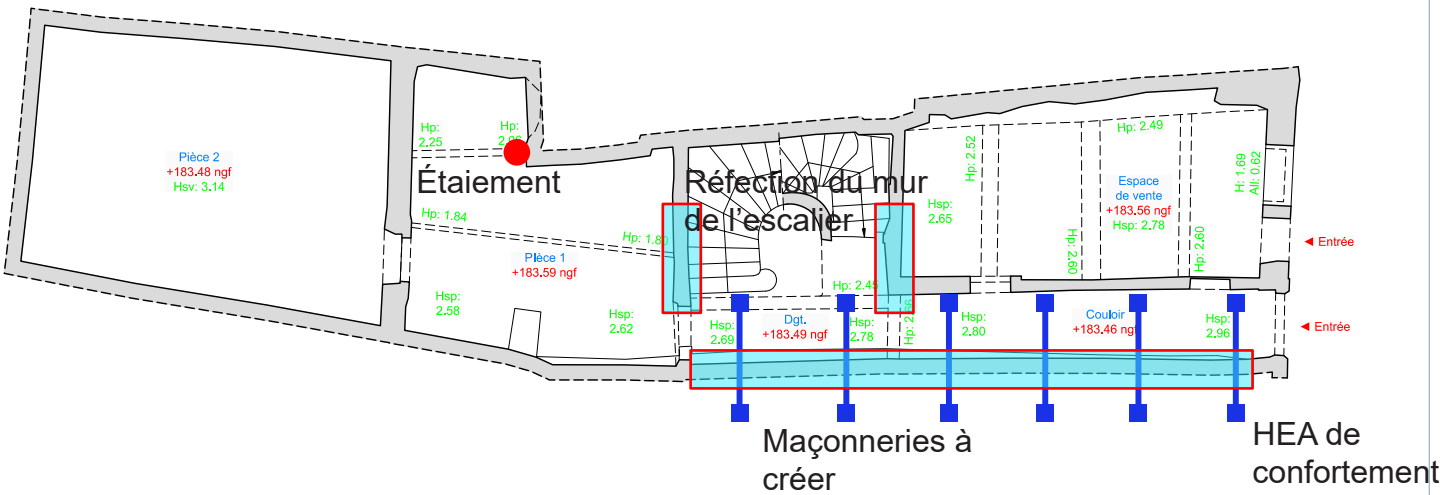 Pièce 2
+183.48 ngf
Hsv: 3.14
Hp:
2,25
Hp:
Étaiement
Hp: 1.84
Hp: 1.80
Pièce 1
+183.59 ngf
Hsp:
2.58
Hsp:
2.62
Réfection du mur
de l'escalier
Hp: 2.45
Hsp:
2.69
Dgt.
+183.49 ngf
Hsp:
2.78
Hsp:
2.65
Hp: 2.52
Hp: 2.49
Espace
de vente
+183.56 ngf
Hsp: 2.78
Hp: 2.60
Hp: 2.60
H: 1.69
All: 0.62
Entrée
Hsp:
2.80
Couloir
+183.46 ngf
Hsp:
2.96
Entrée
Maçonneries à
créer
HEA de
confortement